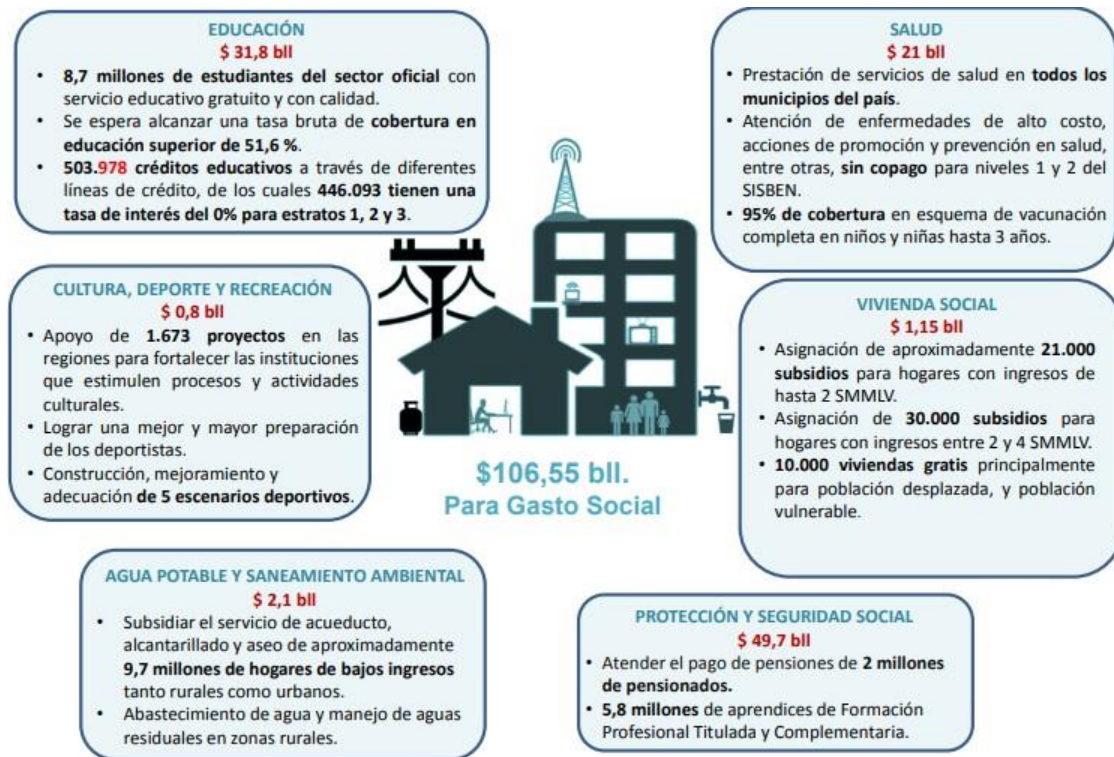 EDUCACIÓN
$ 31,8 bll
• 8,7 millones de estudiantes del sector oficial con
servicio educativo gratuito y con calidad.
• Se espera alcanzar una tasa bruta de cobertura en
educación superior de 51,6 %.
• 503.978 créditos educativos a través de diferentes
líneas de crédito, de los cuales 446.093 tienen una
tasa de interés del 0% para estratos 1, 2 y 3.
SALUD
$ 21 bll
• Prestación de servicios de salud en todos los
municipios del país.
• Atención de enfermedades de alto costo,
acciones de promoción y prevención en salud,
entre otras, sin copago para niveles 1 y 2 del
SISBEN.
• 95% de cobertura en esquema de vacunación
completa en niños y niñas hasta 3 años.
CULTURA, DEPORTE Y RECREACIÓN
$ 0,8 bll
• Apoyo de 1.673 proyectos en las
regiones para fortalecer las instituciones
que estimulen procesos y actividades
culturales.
• Lograr una mejor y mayor preparación
de los deportistas.
• Construcción, mejoramiento y
adecuación de 5 escenarios deportivos.
VIVIENDA SOCIAL
$ 1,15 bll
• Asignación de aproximadamente 21.000
subsidios para hogares con ingresos de
hasta 2 SMMLV.
• Asignación de 30.000 subsidios para
hogares con ingresos entre 2 y 4 SMMLV.
• 10.000 viviendas gratis principalmente
para población desplazada, y población
vulnerable.
$106,55 bll.
Para Gasto Social
AGUA POTABLE Y SANEAMIENTO AMBIENTAL
$ 2,1 bll
• Subsidiar el servicio de acueducto,
alcantarillado y aseo de aproximadamente
9,7 millones de hogares de bajos ingresos
tanto rurales como urbanos.
• Abastecimiento de agua y manejo de aguas
residuales en zonas rurales.
PROTECCIÓN Y SEGURIDAD SOCIAL
$ 49,7 bll
• Atender el pago de pensiones de 2 millones
de pensionados.
• 5,8 millones de aprendices de Formación
Profesional Titulada y Complementaria.